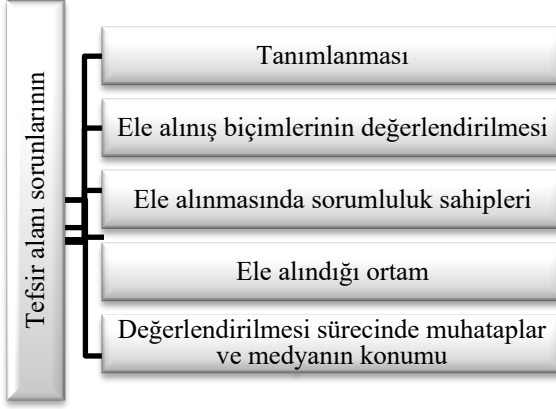 Tefsir alanı sorunlarının
Tanımlanması
Ele alınış biçimlerinin değerlendirilmesi
Ele alınmasında sorumluluk sahipleri
Ele alındığı ortam
Değerlendirilmesi sürecinde muhataplar
ve medyanın konumu